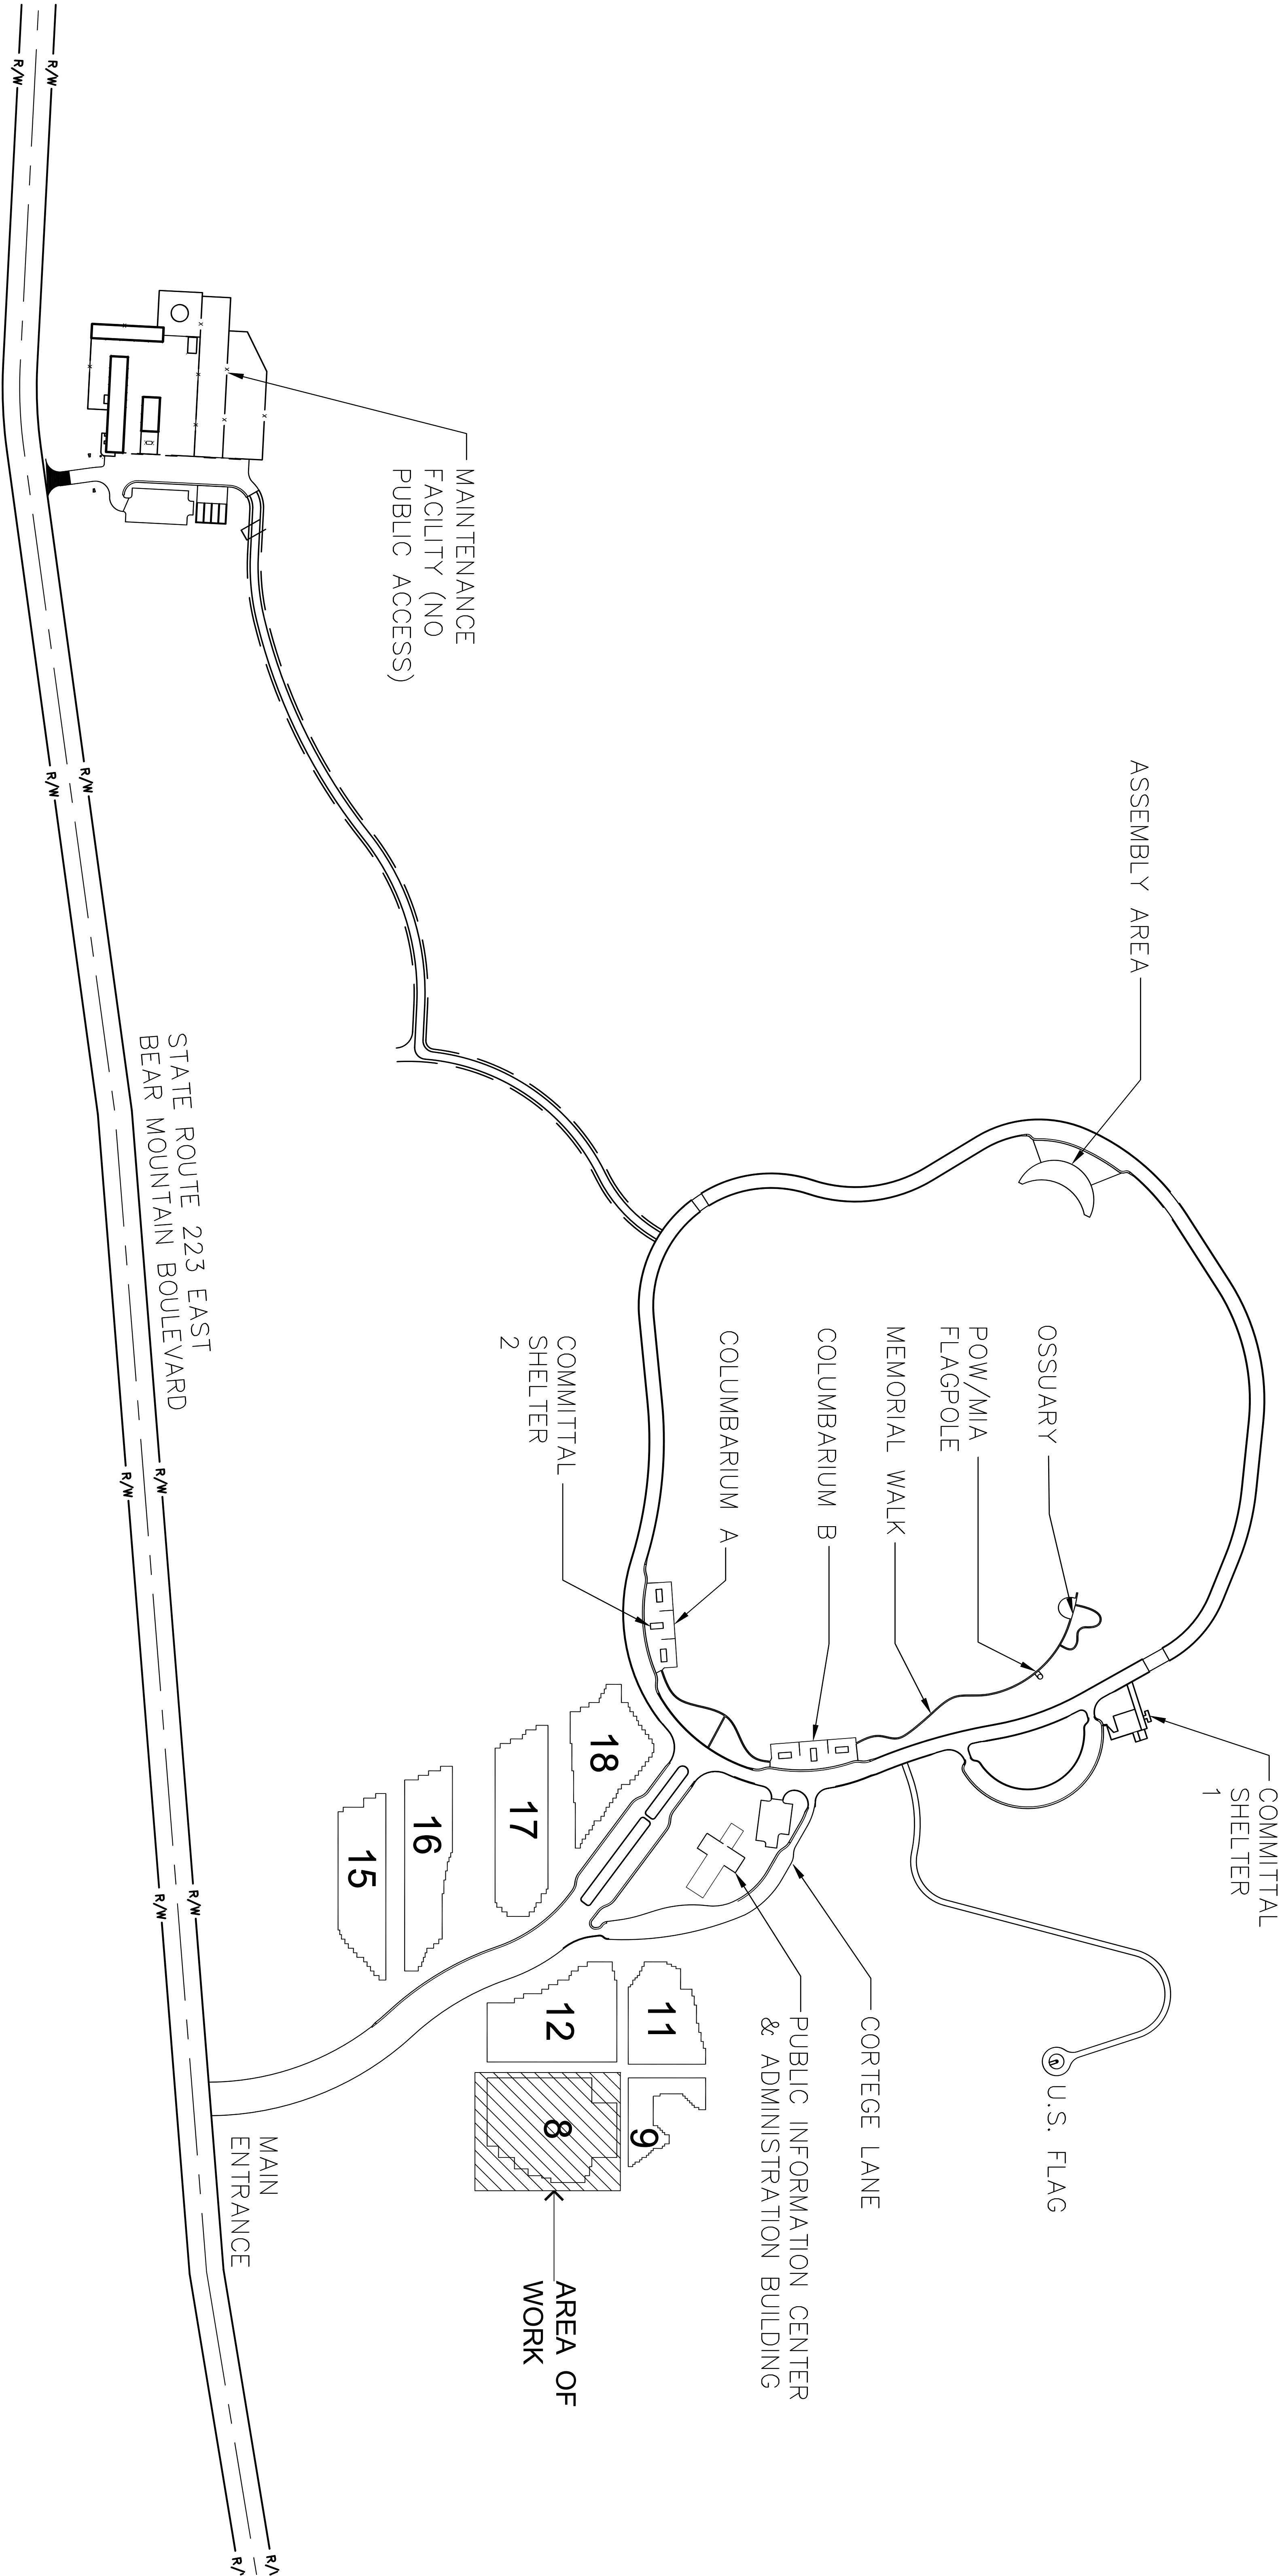 COMMITTAL
SHELTER
1
ASSEMBLY AREA
OSSUARY
POW/MIA
FLAGPOLE
MEMORIAL WALK
COLUMBARIUM B
COLUMBARIUM A
COMMITTAL
SHELTER
2
U.S. FLAG
CORTEGE LANE
PUBLIC INFORMATION CENTER
& ADMINISTRATION BUILDING
MAINTENANCE
FACILITY (NO
PUBLIC ACCESS)
18
17
16
15
11
12
9
8
AREA OF
WORK
MAIN
ENTRANCE
STATE ROUTE 223 EAST
BEAR MOUNTAIN BOULEVARD
R/W
R/W
R/W
R/W
R/W
R/W
R/W
R/W